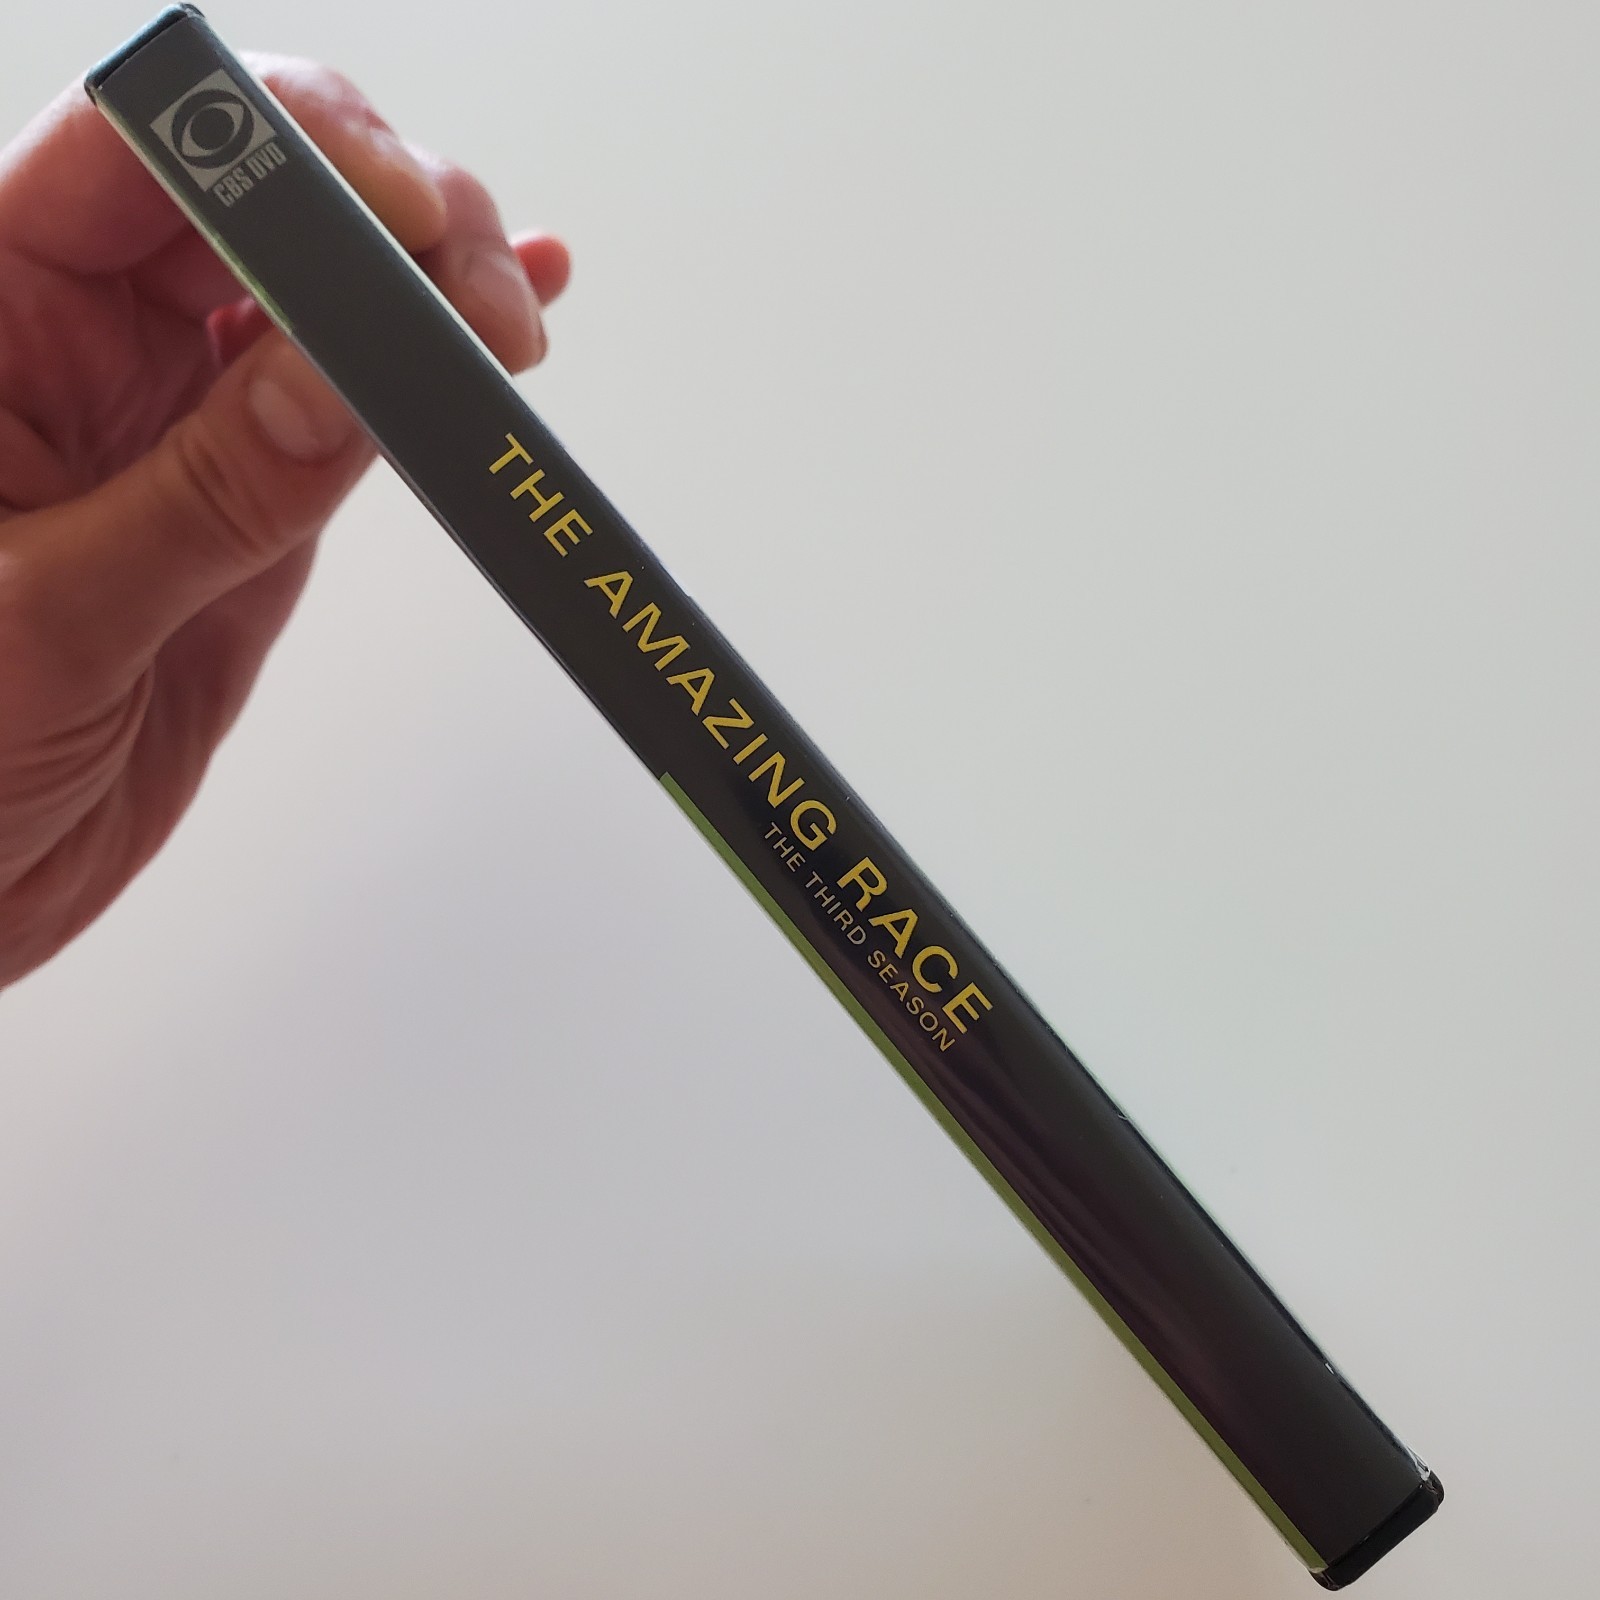 CBS DVD
THE AMAZING RACE
THE THIRD SEASON